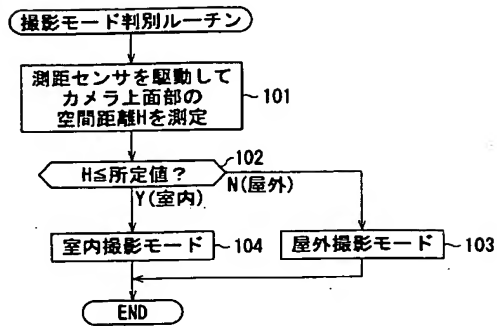 撮影モード判別ルーチン
測距センサを駆動して
カメラ上面部の
空間距離Hを測定
101
102
H≦所定値?
N(屋外)
Y(室内)
室内撮影モード
104
屋外撮影モード
103
END